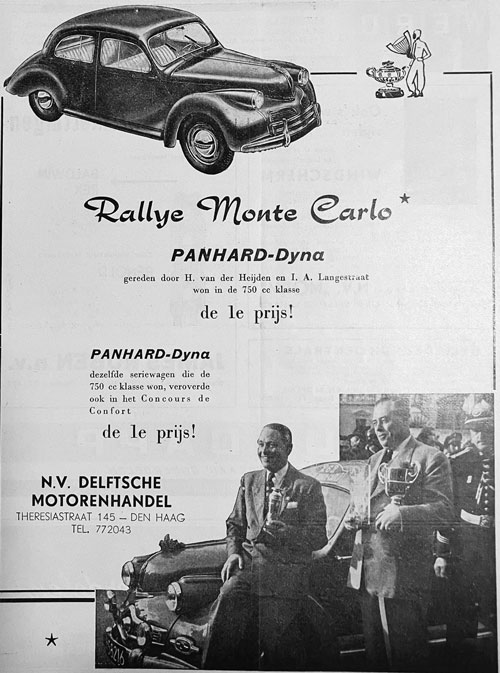 Rallye Monte Carlo*
PANHARD-Dyna
gereden door H. van der Heijden en I. A. Langestraat
won in de 750 cc klasse
de 1e prijs!
PANHARD-Dyna
dezelfde seriewagen die de
750 cc klasse won, veroverde
ook in het Concours de
Confort
de 1e prijs!
N.V. DELFTSCHE
MOTORENHANDEL
THERESIASTRAAT 145 — DEN HAAG
TEL. 772043